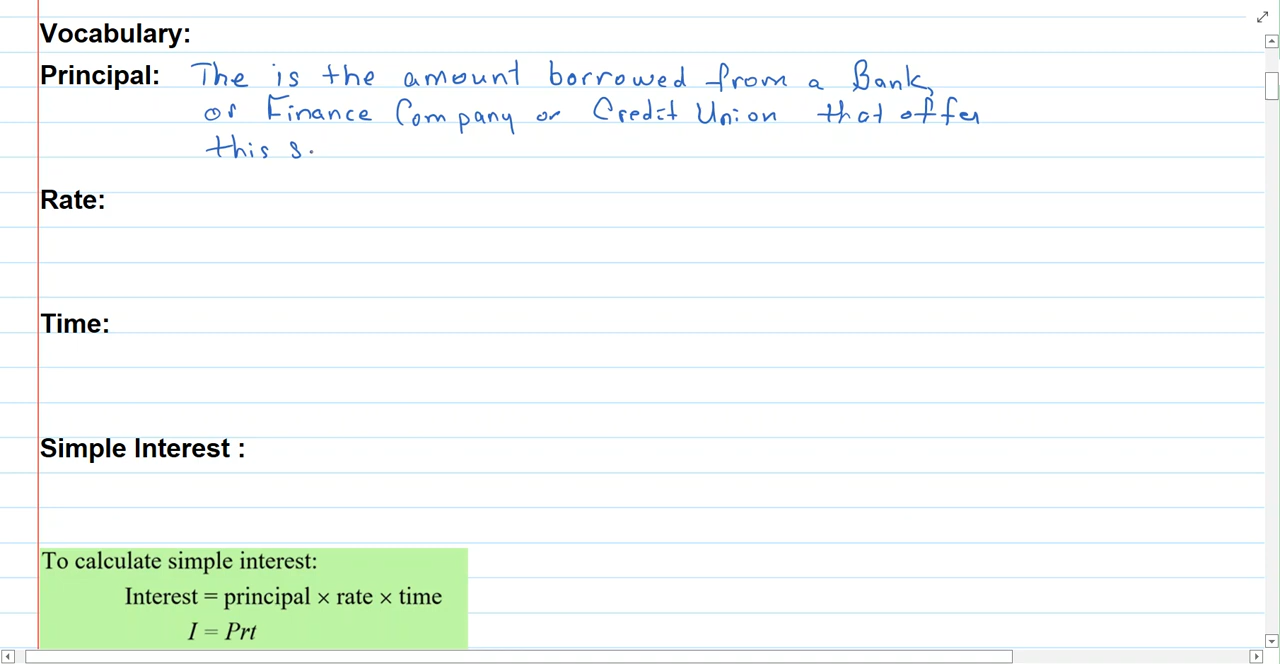 Vocabulary:
Principal: The is the amount borrowed from a Bank,
or Finance Company or Credit Union that offer
this s.
Rate:
Time:
Simple Interest :
To calculate simple interest:
Interest = principal × rate × time
I = Prt